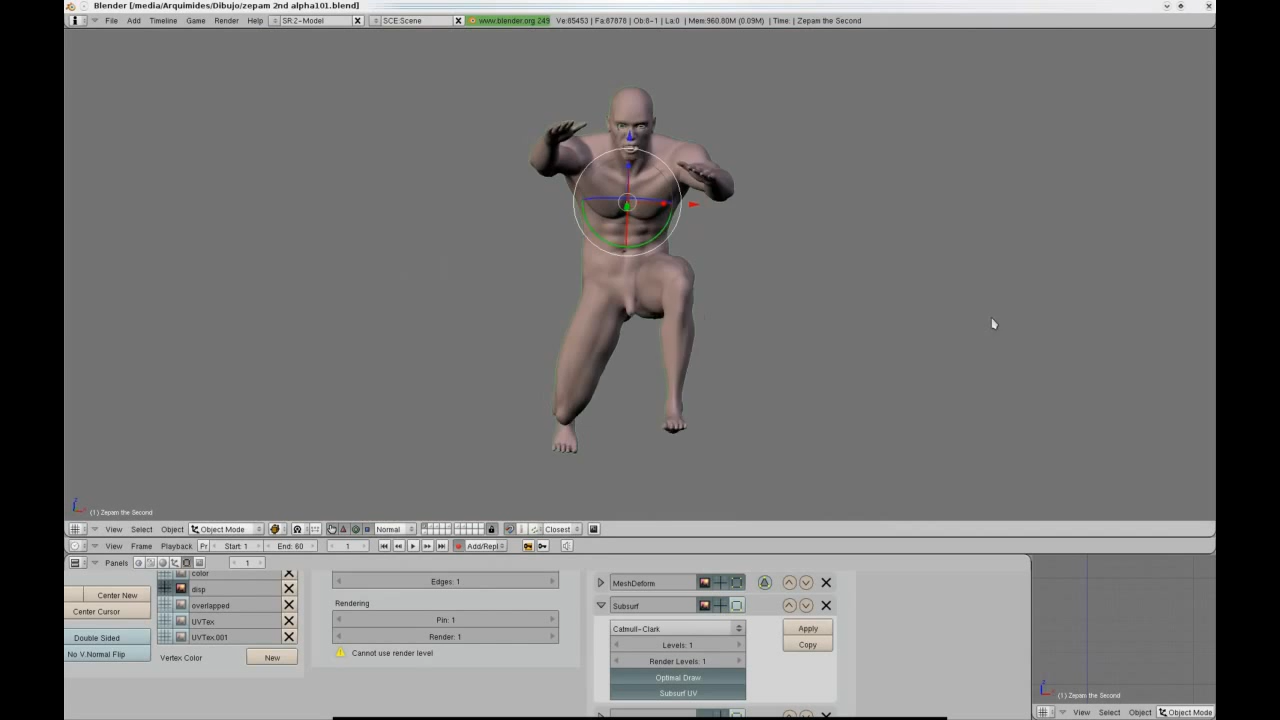 Blender [/media/Arquimides/Dibujo/zepam 2nd alpha101.blend]
File Add Timeline Game Render Help SR:2-Model SCE:Scene www.blender.org 249 Ve:85453 | Fa:87878 | Ob:8-1 | La:0 | Mem:960.80M (0.09M) | Time: | Zepam the Second
(1) Zepam the Second
View Select Object Object Mode Normal Closest
View Frame Playback Pr Start: 1 End: 60 1 Add/Repl
Panels 1
color
disp
overlapped
UVTex
UVTex.001
Vertex Color New
Center New
Center Cursor
Double Sided
No V.Normal Flip
Edges: 1
Rendering
Pin: 1
Render: 1
Cannot use render level
MeshDeform
Subsurf
Catmull-Clark
Levels: 1
Render Levels: 1
Optimal Draw
Subsurf UV
Apply
Copy
(1) Zepam the Second
View Select Object Object Mode